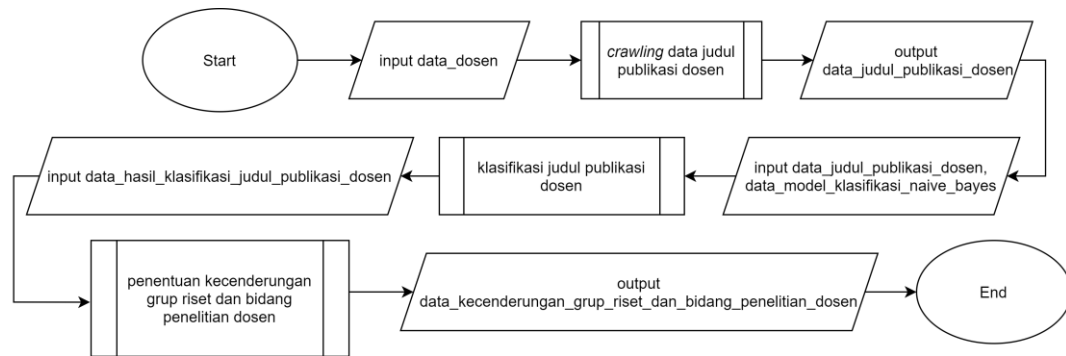 Start
input data_dosen
crawling data judul
publikasi dosen
output
data_judul_publikasi_dosen
input data_judul_publikasi_dosen,
data_model_klasifikasi_naive_bayes
klasifikasi judul publikasi
dosen
input data_hasil_klasifikasi_judul_publikasi_dosen
penentuan kecenderungan
grup riset dan bidang
penelitian dosen
output
data_kecenderungan_grup_riset_dan_bidang_penelitian_dosen
End